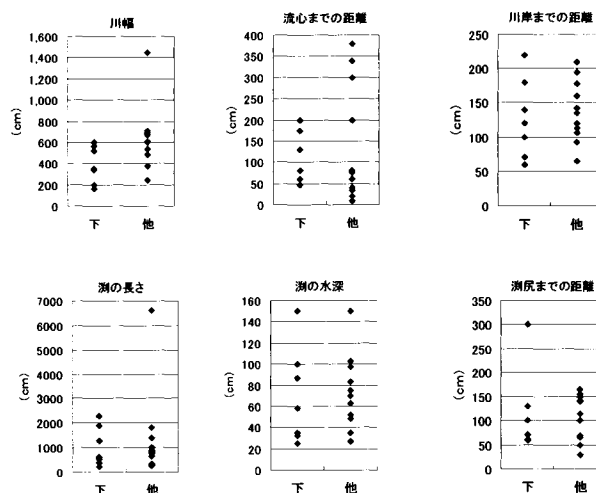 川幅
1,600
1,400
1,200
1,000
800
600
400
200
0
(cm)
下 他
流心までの距離
400
350
300
250
200
150
100
50
0
(cm)
下 他
川岸までの距離
250
200
150
100
50
0
(cm)
下 他
渕の長さ
7000
6000
5000
4000
3000
2000
1000
0
(cm)
下 他
渕の水深
160
140
120
100
80
60
40
20
0
(cm)
下 他
渕尻までの距離
350
300
250
200
150
100
50
0
(cm)
下 他